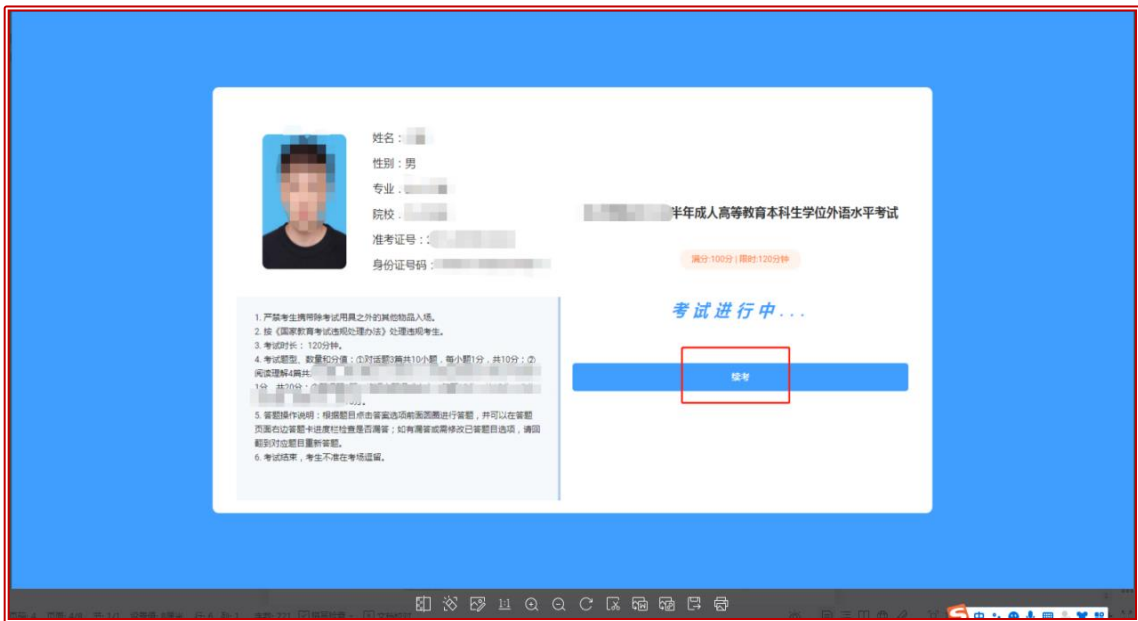 姓名：
性别：男
专业
院校
准考证号：
身份证号码：
半年成人高等教育本科生学位外语水平考试
满分:100分|限时:120分钟
考试进行中...
续考
1. 严禁考生携带除考试用具之外的其他物品入场。
2. 按《国家教育考试违规处理办法》处理违规考生。
3. 考试时长：120分钟。
4. 考试题型、数量和分值：①对话题3篇共10小题，每小题1分，共10分；②
阅读理解4篇共
1分，共20分；
5. 答题操作说明：根据题目点击答案选项前面圆圈进行答题，并可以在答题
页面右边答题卡进度栏检查是否漏答；如有漏答或需修改已答题目选项，请回
翻到对应题目重新答题。
6. 考试结束，考生不准在考场逗留。
1:1